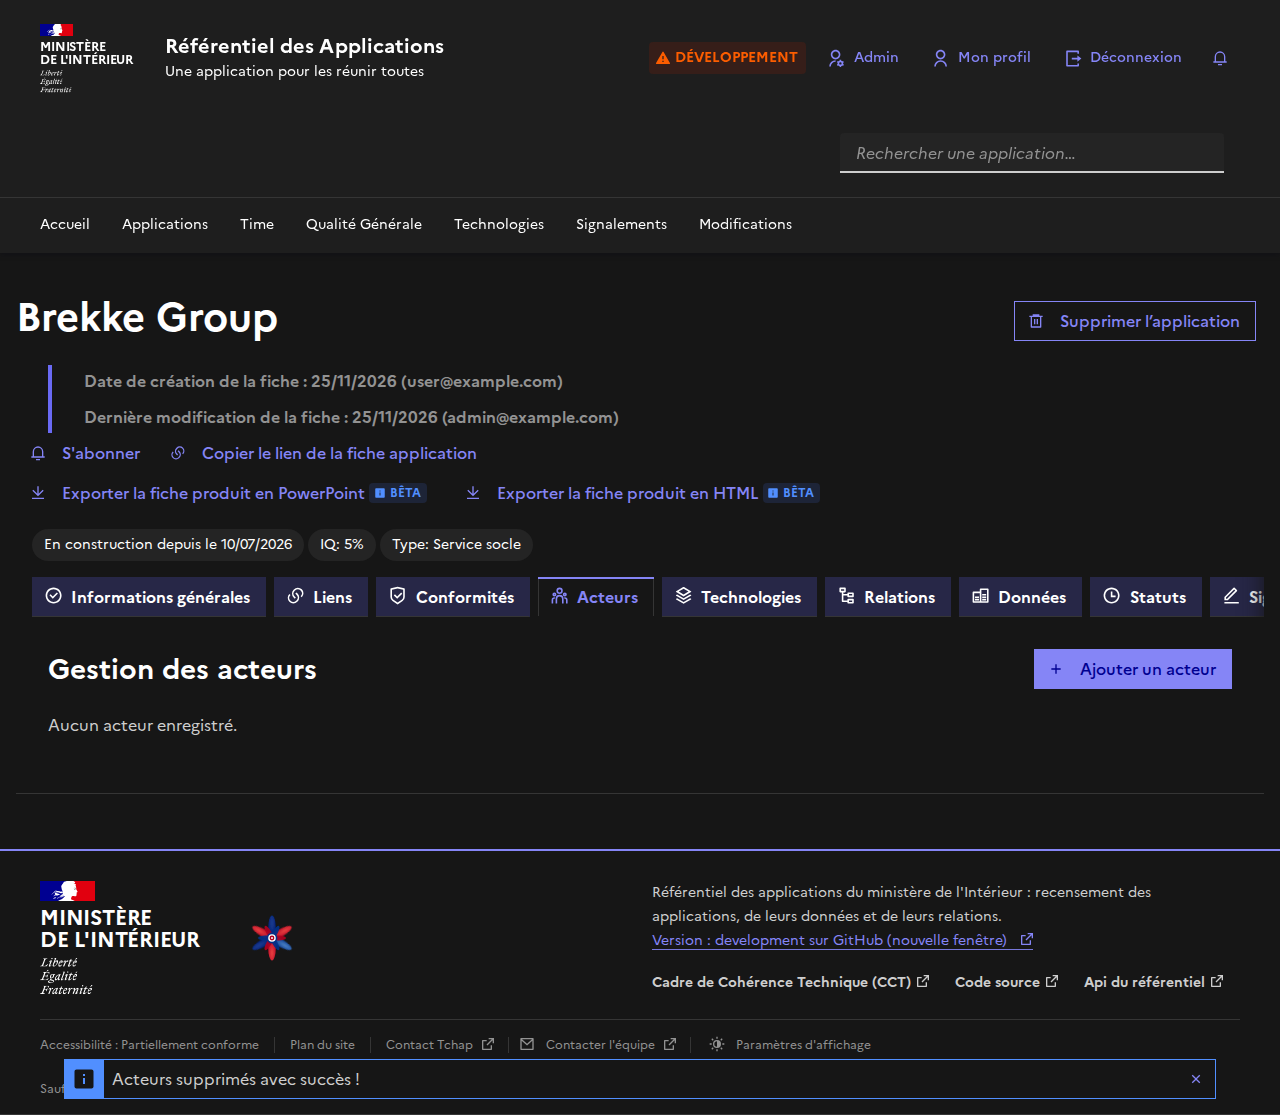 MINISTÈRE
DE L'INTÉRIEUR
Liberté
Égalité
Fraternité
Référentiel des Applications
Une application pour les réunir toutes
DÉVELOPPEMENT
Admin
Mon profil
Déconnexion
Rechercher une application…
Accueil
Applications
Time
Qualité Générale
Technologies
Signalements
Modifications
Brekke Group
Supprimer l’application
Date de création de la fiche : 25/11/2026 (user@example.com)
Dernière modification de la fiche : 25/11/2026 (admin@example.com)
S'abonner
Copier le lien de la fiche application
Exporter la fiche produit en PowerPoint
BÊTA
Exporter la fiche produit en HTML
BÊTA
En construction depuis le 10/07/2026
IQ: 5%
Type: Service socle
Informations générales
Liens
Conformités
Acteurs
Technologies
Relations
Données
Statuts
Gestion des acteurs
Ajouter un acteur
Aucun acteur enregistré.
MINISTÈRE
DE L'INTÉRIEUR
Liberté
Égalité
Fraternité
Référentiel des applications du ministère de l'Intérieur : recensement des
applications, de leurs données et de leurs relations.
Version : development sur GitHub (nouvelle fenêtre)
Cadre de Cohérence Technique (CCT)
Code source
Api du référentiel
Accessibilité : Partiellement conforme
Plan du site
Contact Tchap
Contacter l'équipe
Paramètres d'affichage
Acteurs supprimés avec succès !